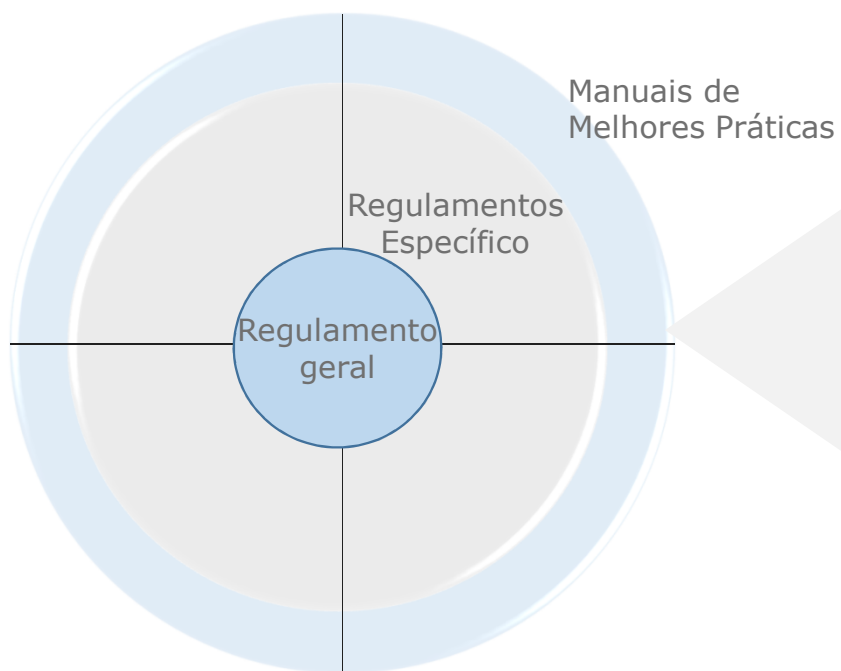 Manuais de
Melhores Práticas
Regulamentos
Específico
Regulamento
geral